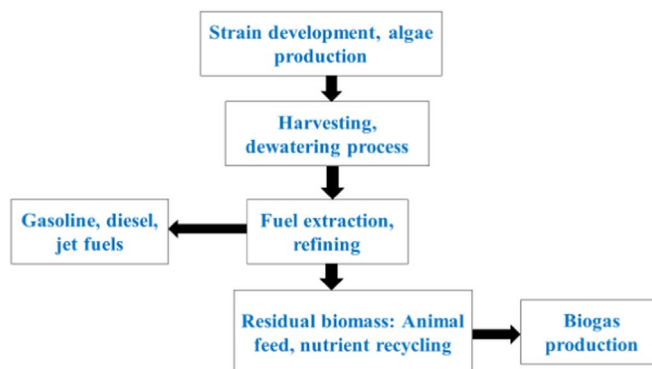 Strain development, algae
production
Harvesting,
dewatering process
Gasoline, diesel,
jet fuels
Fuel extraction,
refining
Residual biomass: Animal
feed, nutrient recycling
Biogas
production